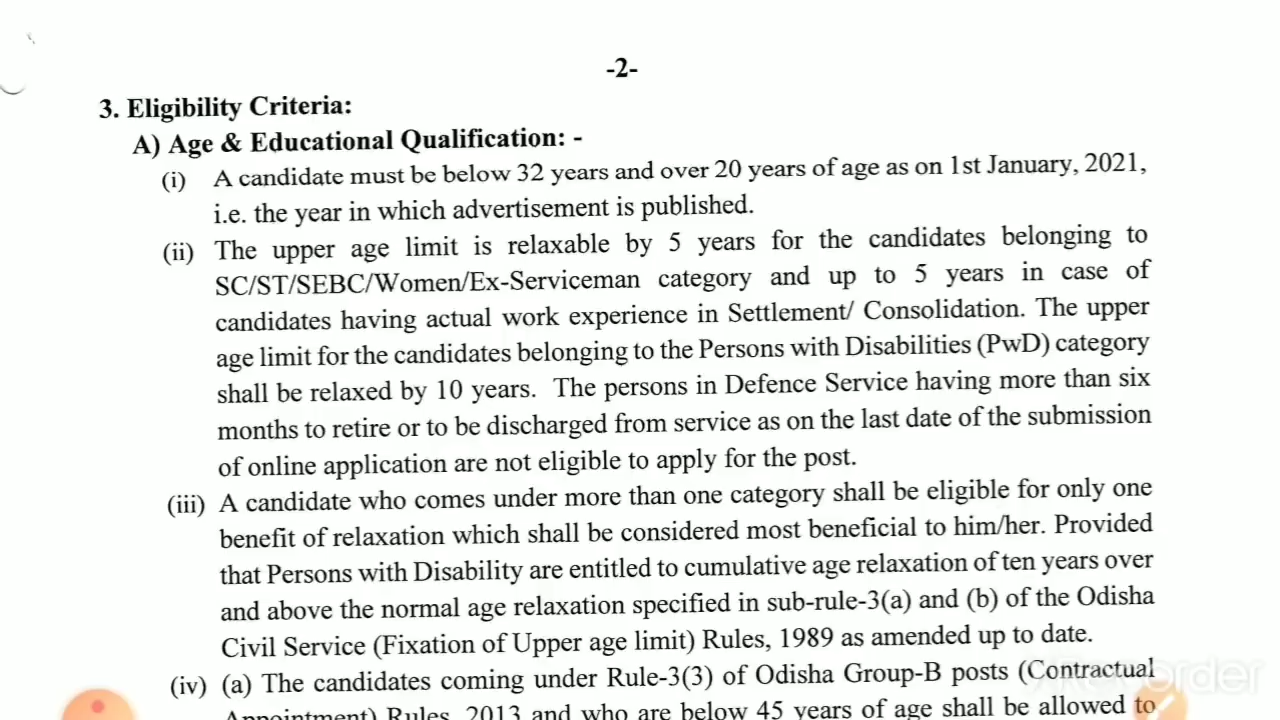 -2-
3. Eligibility Criteria:
A) Age & Educational Qualification: -
(i) A candidate must be below 32 years and over 20 years of age as on 1st January, 2021,
i.e. the year in which advertisement is published.
(ii) The upper age limit is relaxable by 5 years for the candidates belonging to
SC/ST/SEBC/Women/Ex-Serviceman category and up to 5 years in case of
candidates having actual work experience in Settlement/ Consolidation. The upper
age limit for the candidates belonging to the Persons with Disabilities (PwD) category
shall be relaxed by 10 years. The persons in Defence Service having more than six
months to retire or to be discharged from service as on the last date of the submission
of online application are not eligible to apply for the post.
(iii) A candidate who comes under more than one category shall be eligible for only one
benefit of relaxation which shall be considered most beneficial to him/her. Provided
that Persons with Disability are entitled to cumulative age relaxation of ten years over
and above the normal age relaxation specified in sub-rule-3(a) and (b) of the Odisha
Civil Service (Fixation of Upper age limit) Rules, 1989 as amended up to date.
(iv) (a) The candidates coming under Rule-3(3) of Odisha Group-B posts (Contractual
Appointment) Rules, 2013 and who are below 45 years of age shall be allowed to